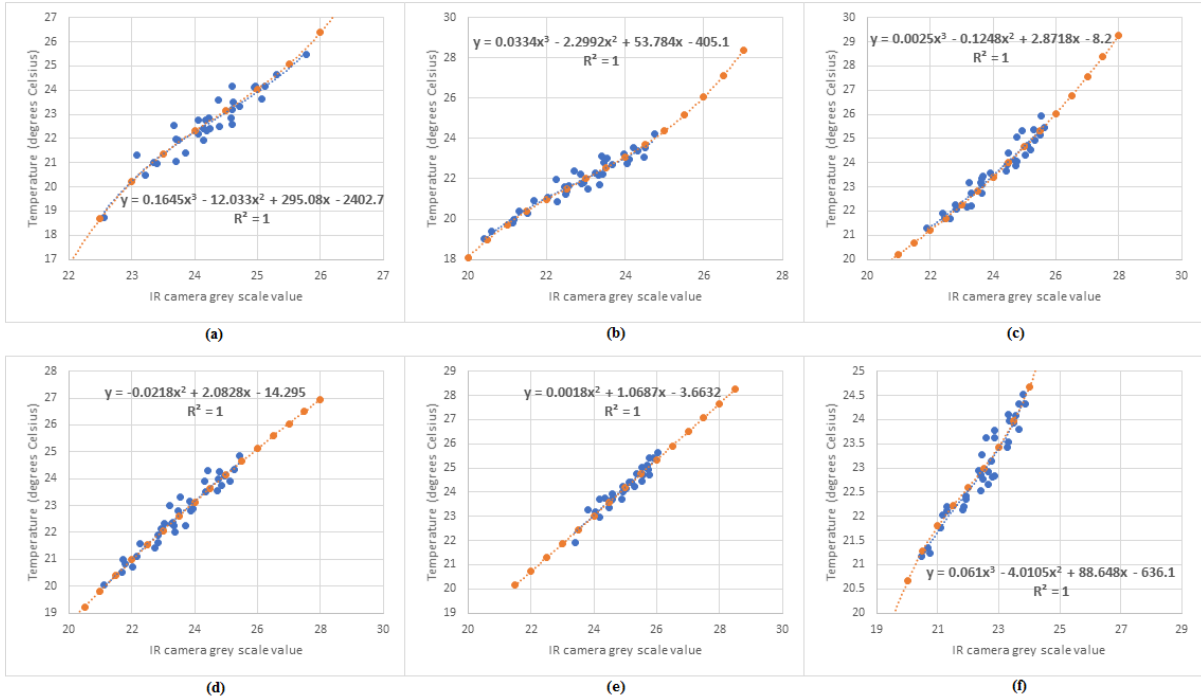 27
26
25
24
23
22
21
20
19
18
17
Temperature (degrees Celsius)
y = 0.1645x³ - 12.033x² + 295.08x - 2402.7
R² = 1
22 23 24 25 26 27
IR camera grey scale value
(a)
30
28
26
24
22
20
18
Temperature (degrees Celsius)
y = 0.0334x³ - 2.2992x² + 53.784x - 405.1
R² = 1
20 22 24 26 28
IR camera grey scale value
(b)
30
29
28
27
26
25
24
23
22
21
20
Temperature (degrees Celsius)
y = 0.0025x³ - 0.1248x² + 2.8718x - 8.2
R² = 1
20 22 24 26 28 30
IR camera grey scale value
(c)
29
28
27
26
25
24
23
22
21
20
19
Temperature (degrees Celsius)
y = -0.0218x² + 2.0828x - 14.295
R² = 1
20 22 24 26 28 30
IR camera grey scale value
(d)
29
28
27
26
25
24
23
22
21
20
19
Temperature (degrees Celsius)
y = 0.0018x² + 1.0687x - 3.6632
R² = 1
20 22 24 26 28 30
IR camera grey scale value
(e)
25
24.5
24
23.5
23
22.5
22
21.5
21
20.5
20
Temperature (degrees Celsius)
y = 0.061x³ - 4.0105x² + 88.648x - 636.1
R² = 1
19 21 23 25 27 29
IR camera grey scale value
(f)